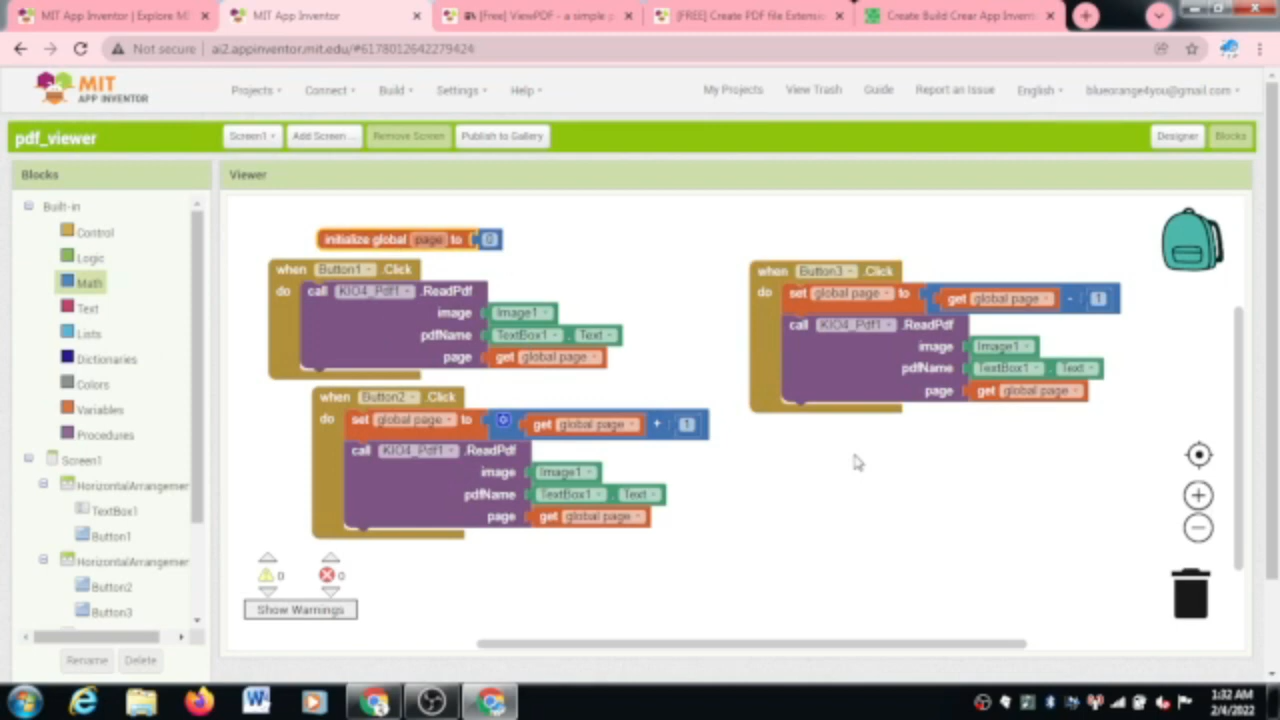 MIT App Inventor | Explore MI
MIT App Inventor
[Free] ViewPDF - a simple p
[FREE] Create PDF file Extensi
Create Build Crear App Invent
Not secure | ai2.appinventor.mit.edu/#6178012642279424
MIT
APP INVENTOR
Projects
Connect
Build
Settings
Help
My Projects
View Trash
Guide
Report an Issue
English
blueorange4you@gmail.com
pdf_viewer
Screen1
Add Screen ...
Remove Screen
Publish to Gallery
Designer
Blocks
Blocks
Viewer
Built-in
Control
Logic
Math
Text
Lists
Dictionaries
Colors
Variables
Procedures
Screen1
HorizontalArrangemer
TextBox1
Button1
HorizontalArrangemer
Button2
Button3
Rename
Delete
initialize global page to 0
when Button1 .Click
do call KIO4_Pdf1 .ReadPdf
image Image1
pdfName TextBox1 . Text
page get global page
when Button2 .Click
do set global page to get global page + 1
call KIO4_Pdf1 .ReadPdf
image Image1
pdfName TextBox1 . Text
page get global page
when Button3 .Click
do set global page to get global page - 1
call KIO4_Pdf1 .ReadPdf
image Image1
pdfName TextBox1 . Text
page get global page
0
0
Show Warnings
1:32 AM
2/4/2022